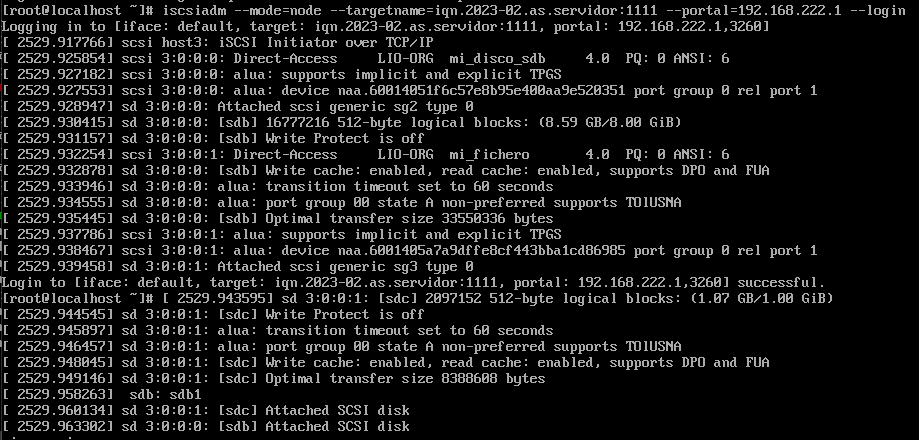 [root@localhost ~]# iscsiadm --mode=node --targetname=iqn.2023-02.as.servidor:1111 --portal=192.168.222.1 --login
Logging in to [iface: default, target: iqn.2023-02.as.servidor:1111, portal: 192.168.222.1,3260]
[ 2529.917766] scsi host3: iSCSI Initiator over TCP/IP
[ 2529.925854] scsi 3:0:0:0: Direct-Access     LIO-ORG  mi_disco_sdb     4.0  PQ: 0 ANSI: 6
[ 2529.927182] scsi 3:0:0:0: alua: supports implicit and explicit TPGS
[ 2529.927553] scsi 3:0:0:0: alua: device naa.60014051f6c57e8b95e400aa9e520351 port group 0 rel port 1
[ 2529.928947] sd 3:0:0:0: Attached scsi generic sg2 type 0
[ 2529.930415] sd 3:0:0:0: [sdb] 16777216 512-byte logical blocks: (8.59 GB/8.00 GiB)
[ 2529.931157] sd 3:0:0:0: [sdb] Write Protect is off
[ 2529.932254] scsi 3:0:0:1: Direct-Access     LIO-ORG  mi_fichero       4.0  PQ: 0 ANSI: 6
[ 2529.932878] sd 3:0:0:0: [sdb] Write cache: enabled, read cache: enabled, supports DPO and FUA
[ 2529.933946] sd 3:0:0:0: alua: transition timeout set to 60 seconds
[ 2529.934555] sd 3:0:0:0: alua: port group 00 state A non-preferred supports TOlUSNA
[ 2529.935445] sd 3:0:0:0: [sdb] Optimal transfer size 33550336 bytes
[ 2529.937786] scsi 3:0:0:1: alua: supports implicit and explicit TPGS
[ 2529.938467] scsi 3:0:0:1: alua: device naa.6001405a7a9dffe8cf443bba1cd86985 port group 0 rel port 1
[ 2529.939458] sd 3:0:0:1: Attached scsi generic sg3 type 0
Login to [iface: default, target: iqn.2023-02.as.servidor:1111, portal: 192.168.222.1,3260] successful.
[root@localhost ~]# [ 2529.943595] sd 3:0:0:1: [sdc] 2097152 512-byte logical blocks: (1.07 GB/1.00 GiB)
[ 2529.944545] sd 3:0:0:1: [sdc] Write Protect is off
[ 2529.945897] sd 3:0:0:1: alua: transition timeout set to 60 seconds
[ 2529.946457] sd 3:0:0:1: alua: port group 00 state A non-preferred supports TOlUSNA
[ 2529.948045] sd 3:0:0:1: [sdc] Write cache: enabled, read cache: enabled, supports DPO and FUA
[ 2529.949146] sd 3:0:0:1: [sdc] Optimal transfer size 8388608 bytes
[ 2529.958263]  sdb: sdb1
[ 2529.960134] sd 3:0:0:1: [sdc] Attached SCSI disk
[ 2529.963302] sd 3:0:0:0: [sdb] Attached SCSI disk